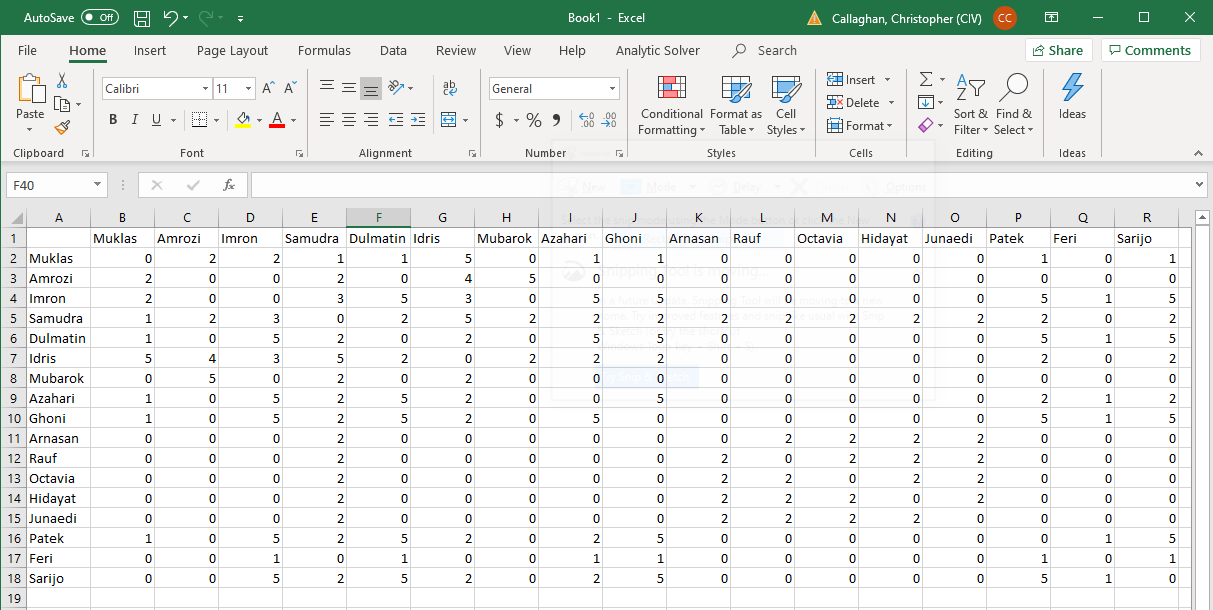 AutoSave Off Book1 - Excel Callaghan, Christopher (CIV) CC
File Home Insert Page Layout Formulas Data Review View Help Analytic Solver Search Share Comments
Paste Calibri 11 A A ab General Conditional Formatting Format as Table Cell Styles Insert Delete Format Sort & Filter Find & Select Ideas
B I U A $ % 9 .00 .0
Clipboard Font Alignment Number Styles Cells Editing Ideas
F40 fx
A B C D E F G H I J K L M N O P Q R
1 Muklas Amrozi Imron Samudra Dulmatin Idris Mubarok Azahari Ghoni Arnasan Rauf Octavia Hidayat Junaedi Patek Feri Sarijo
2 Muklas 0 2 2 1 1 5 0 1 1 0 0 0 0 0 1 0 1
3 Amrozi 2 0 0 2 0 4 5 0 0 0 0 0 0 0 0 0 0
4 Imron 2 0 0 3 5 3 0 5 5 0 0 0 0 0 5 1 5
5 Samudra 1 2 3 0 2 5 2 2 2 2 2 2 2 2 2 0 2
6 Dulmatin 1 0 5 2 0 2 0 5 5 0 0 0 0 0 5 1 5
7 Idris 5 4 3 5 2 0 2 2 2 0 0 0 0 0 2 0 2
8 Mubarok 0 5 0 2 0 2 0 0 0 0 0 0 0 0 0 0 0
9 Azahari 1 0 5 2 5 2 0 0 5 0 0 0 0 0 2 1 2
10 Ghoni 1 0 5 2 5 2 0 5 0 0 0 0 0 0 5 1 5
11 Arnasan 0 0 0 2 0 0 0 0 0 0 2 2 2 2 0 0 0
12 Rauf 0 0 0 2 0 0 0 0 0 2 0 2 2 2 0 0 0
13 Octavia 0 0 0 2 0 0 0 0 0 2 2 0 2 2 0 0 0
14 Hidayat 0 0 0 2 0 0 0 0 0 2 2 2 0 2 0 0 0
15 Junaedi 0 0 0 2 0 0 0 0 0 2 2 2 2 0 0 0 0
16 Patek 1 0 5 2 5 2 0 2 5 0 0 0 0 0 0 1 5
17 Feri 0 0 1 0 1 0 0 1 1 0 0 0 0 0 1 0 1
18 Sarijo 0 0 5 2 5 2 0 2 5 0 0 0 0 0 5 1 0
19